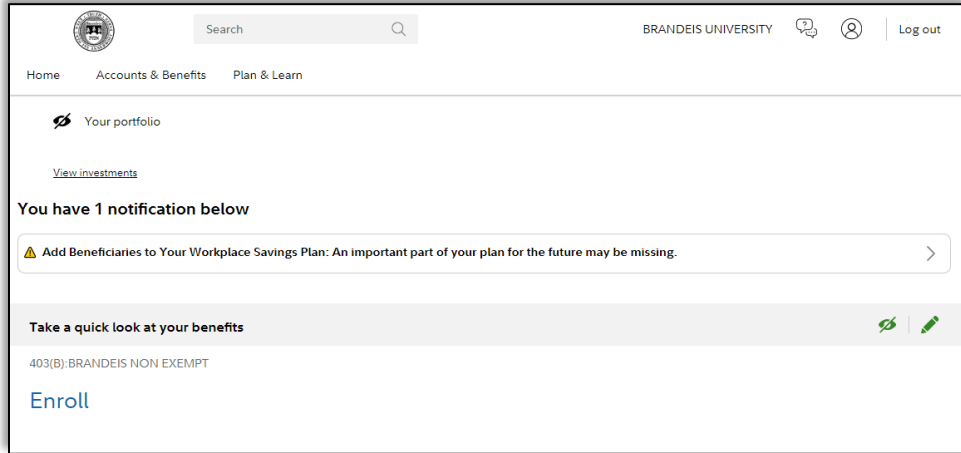 Search
BRANDEIS UNIVERSITY
Log out
Home Accounts & Benefits Plan & Learn
Your portfolio
View investments
You have 1 notification below
Add Beneficiaries to Your Workplace Savings Plan: An important part of your plan for the future may be missing.
Take a quick look at your benefits
403(B):BRANDEIS NON EXEMPT
Enroll